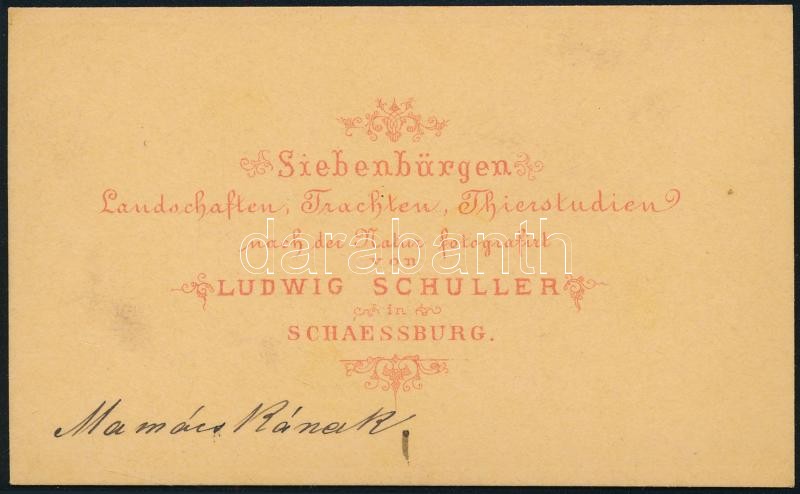 Siebenbürgen
Landschaften, Trachten, Thierstudien
nach der Natur fotografirt
von
LUDWIG SCHULLER
in
SCHAESSBURG.
Mamácskának
darabanth